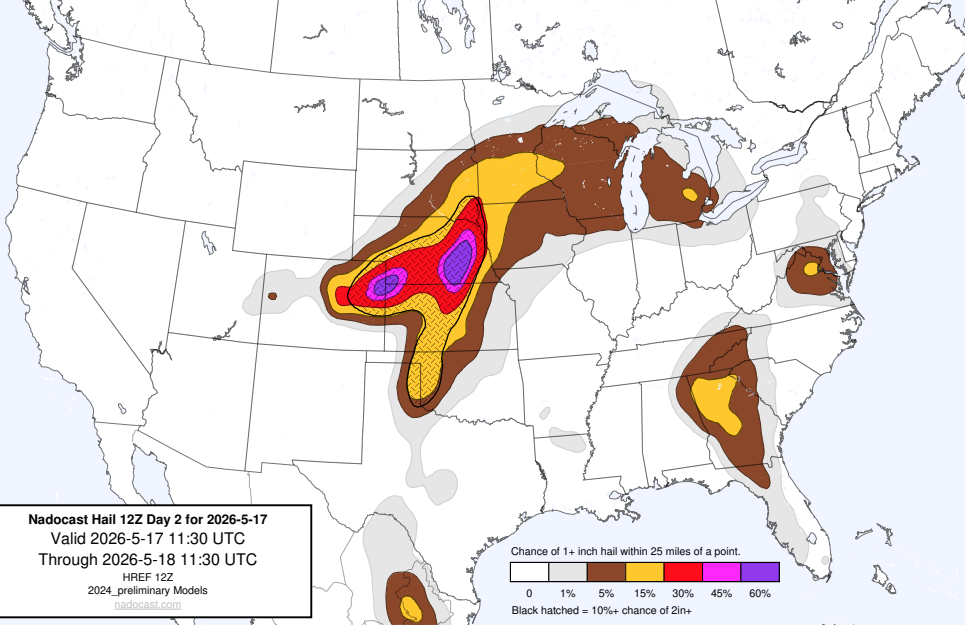 Nadocast Hail 12Z Day 2 for 2026-5-17
Valid 2026-5-17 11:30 UTC
Through 2026-5-18 11:30 UTC
HREF 12Z
2024_preliminary Models
nadocast.com
Chance of 1+ inch hail within 25 miles of a point.
0 1% 5% 15% 30% 45% 60%
Black hatched = 10%+ chance of 2in+